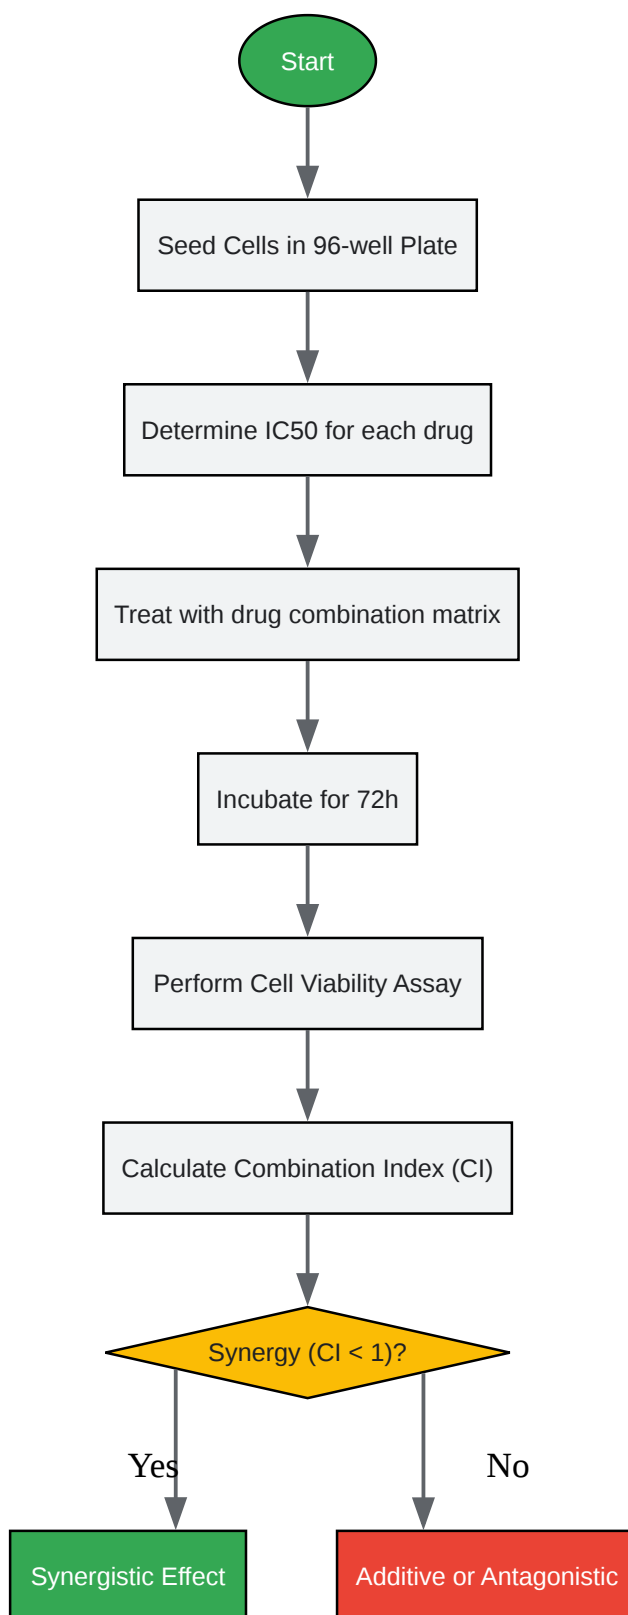 Start
Seed Cells in 96-well Plate
Determine IC50 for each drug
Treat with drug combination matrix
Incubate for 72h
Perform Cell Viability Assay
Calculate Combination Index (CI)
Synergy (CI < 1)?
Yes
No
Synergistic Effect
Additive or Antagonistic